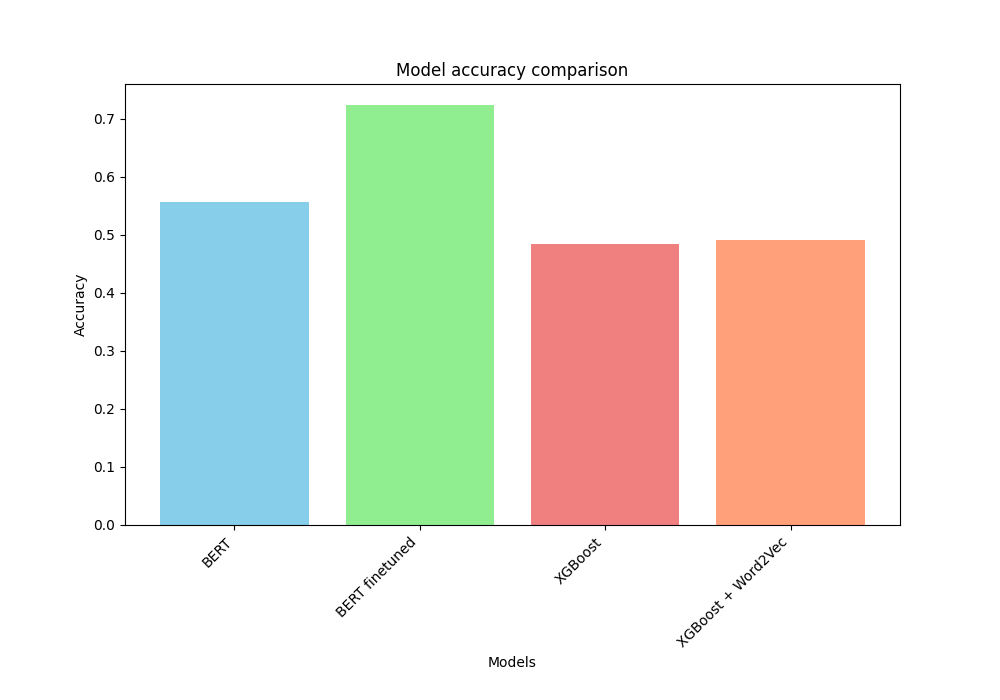 Model accuracy comparison
0.7
0.6
0.5
0.4
0.3
0.2
0.1
0.0
Accuracy
BERT
BERT finetuned
XGBoost
XGBoost + Word2Vec
Models